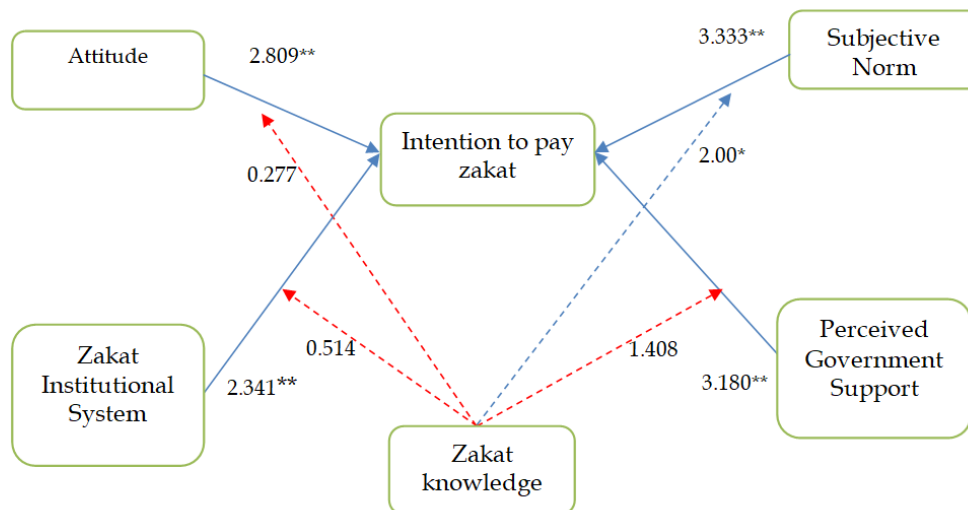 Attitude
2.809**
3.333**
Subjective
Norm
Intention to pay
zakat
0.277
2.00*
Zakat
Institutional
System
2.341**
0.514
1.408
3.180**
Perceived
Government
Support
Zakat
knowledge